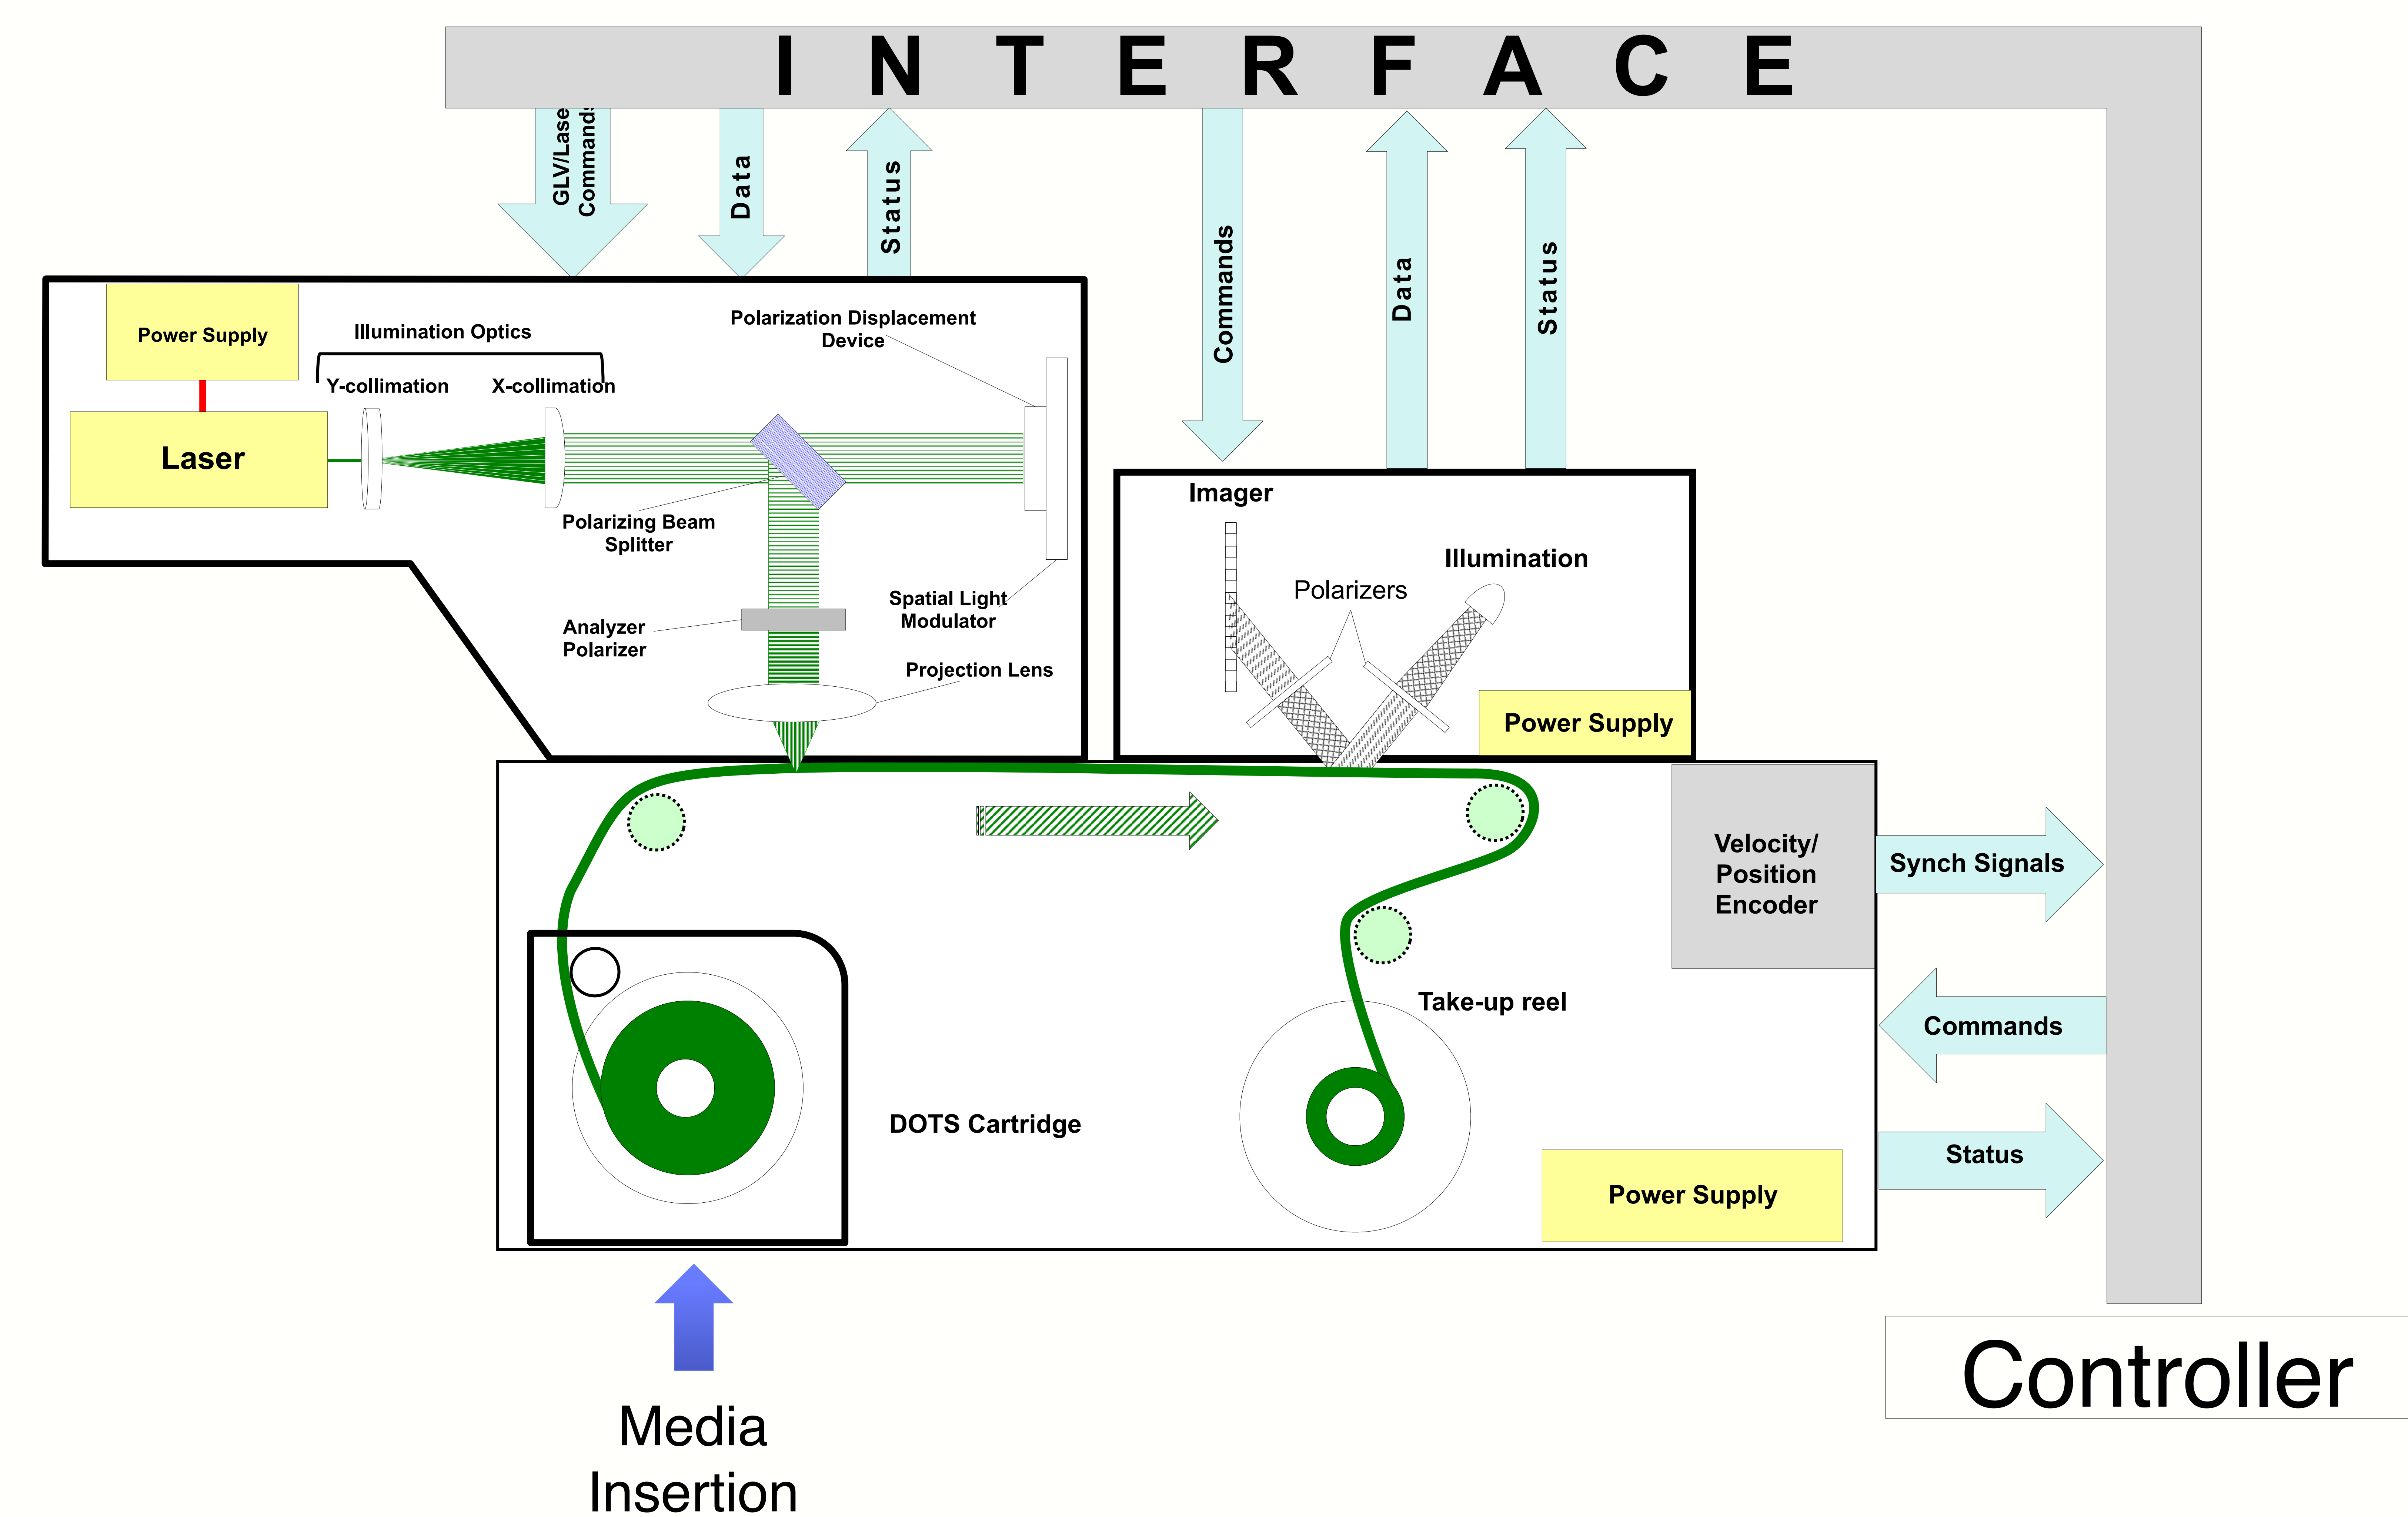 I N T E R F A C E
GLV/Lase
Commands
Data
Status
Commands
Data
Status
Power Supply
Illumination Optics
Y-collimation
X-collimation
Laser
Polarization Displacement
Device
Polarizing Beam
Splitter
Spatial Light
Modulator
Analyzer
Polarizer
Projection Lens
Imager
Illumination
Polarizers
Power Supply
Velocity/
Position
Encoder
Synch Signals
Commands
Status
Take-up reel
DOTS Cartridge
Power Supply
Controller
Media
Insertion